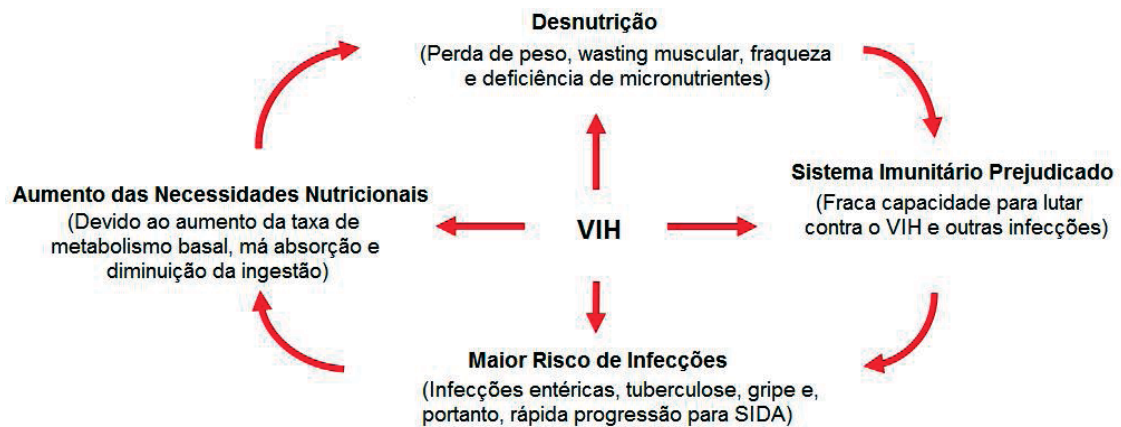 Desnutrição
(Perda de peso, wasting muscular, fraqueza
e deficiência de micronutrientes)
Aumento das Necessidades Nutricionais
(Devido ao aumento da taxa de
metabolismo basal, má absorção e
diminuição da ingestão)
VIH
Sistema Imunitário Prejudicado
(Fraca capacidade para lutar
contra o VIH e outras infecções)
Maior Risco de Infecções
(Infecções entéricas, tuberculose, gripe e,
portanto, rápida progressão para SIDA)